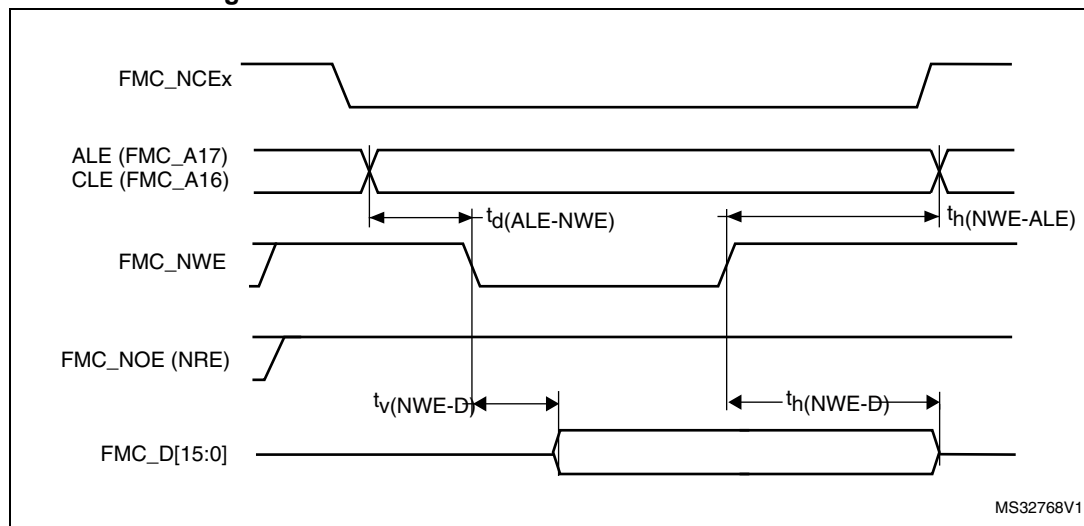 FMC_NCEx
ALE (FMC_A17)
CLE (FMC_A16)
td(ALE-NWE)
th(NWE-ALE)
FMC_NWE
FMC_NOE (NRE)
tv(NWE-D)
th(NWE-D)
FMC_D[15:0]
MS32768V1